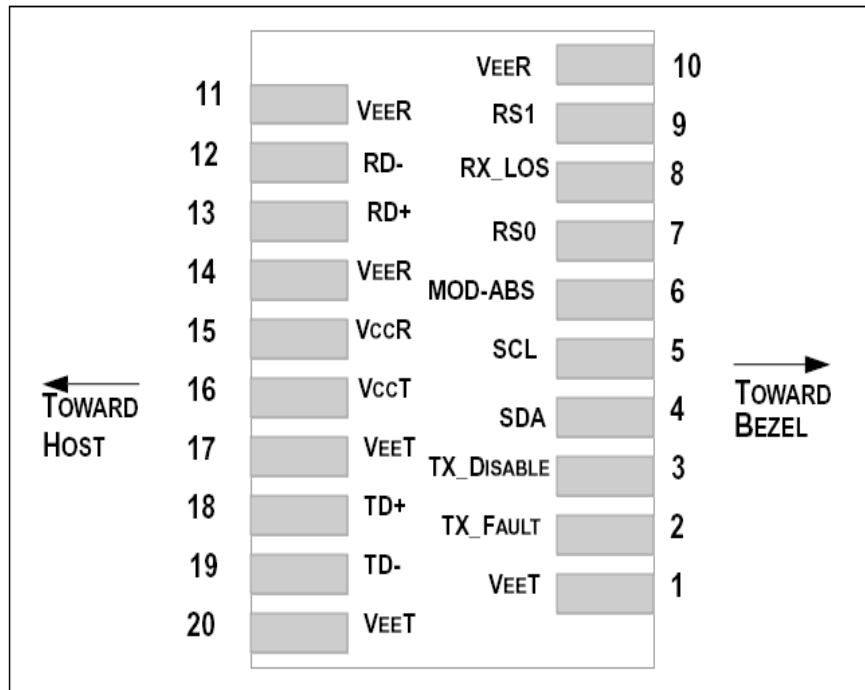 11 VEER
12 RD-
13 RD+
14 VEER
15 VCCR
16 VCCT
17 VEET
18 TD+
19 TD-
20 VEET
VEER 10
RS1 9
RX_LOS 8
RS0 7
MOD-ABS 6
SCL 5
SDA 4
TX_DISABLE 3
TX_FAULT 2
VEET 1
TOWARD
HOST
TOWARD
BEZEL